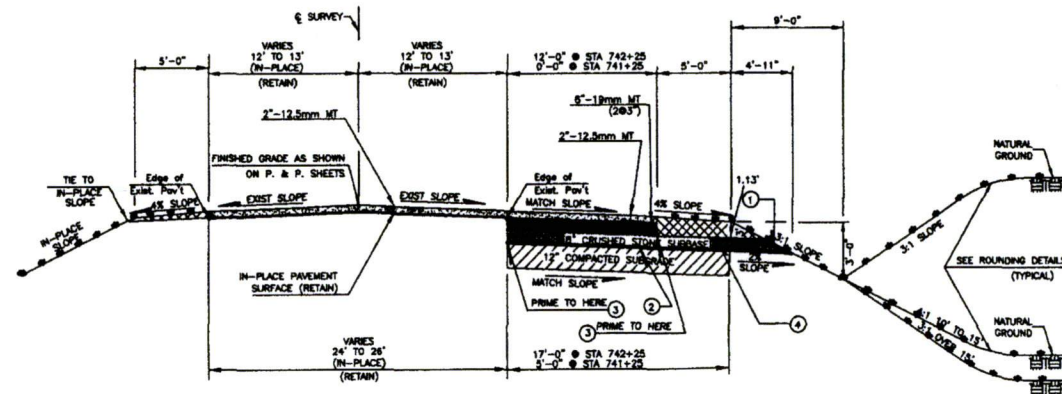 ℄ SURVEY
9'-0"
5'-0"
VARIES
12' TO 13'
(IN-PLACE)
(RETAIN)
VARIES
12' TO 13'
(IN-PLACE)
(RETAIN)
12'-0" @ STA 742+25
0'-0" @ STA 741+25
5'-0"
4'-11"
2"-12.5mm MT
6"-19mm MT
(2@3")
2"-12.5mm MT
FINISHED GRADE AS SHOWN
ON P. & P. SHEETS
TIE TO
IN-PLACE
SLOPE
Edge of
Exist. Pav't
4% SLOPE
EXIST SLOPE
EXIST SLOPE
Edge of
Exist. Pav't
MATCH SLOPE
4% SLOPE
1.13'
1
3:1 SLOPE
3'-0"
NATURAL
GROUND
3:1 SLOPE
IN-PLACE
SLOPE
8" CRUSHED STONE SUBBASE
12" COMPACTED SUBGRADE
SLOPE
MATCH SLOPE
IN-PLACE PAVEMENT
SURFACE (RETAIN)
PRIME TO HERE 3
2
3 PRIME TO HERE
4
SEE ROUNDING DETAILS
(TYPICAL)
4:1 10' TO 15'
3:1 OVER 15'
NATURAL
GROUND
VARIES
24' TO 26'
(IN-PLACE)
(RETAIN)
17'-0" @ STA 742+25
5'-0" @ STA 741+25